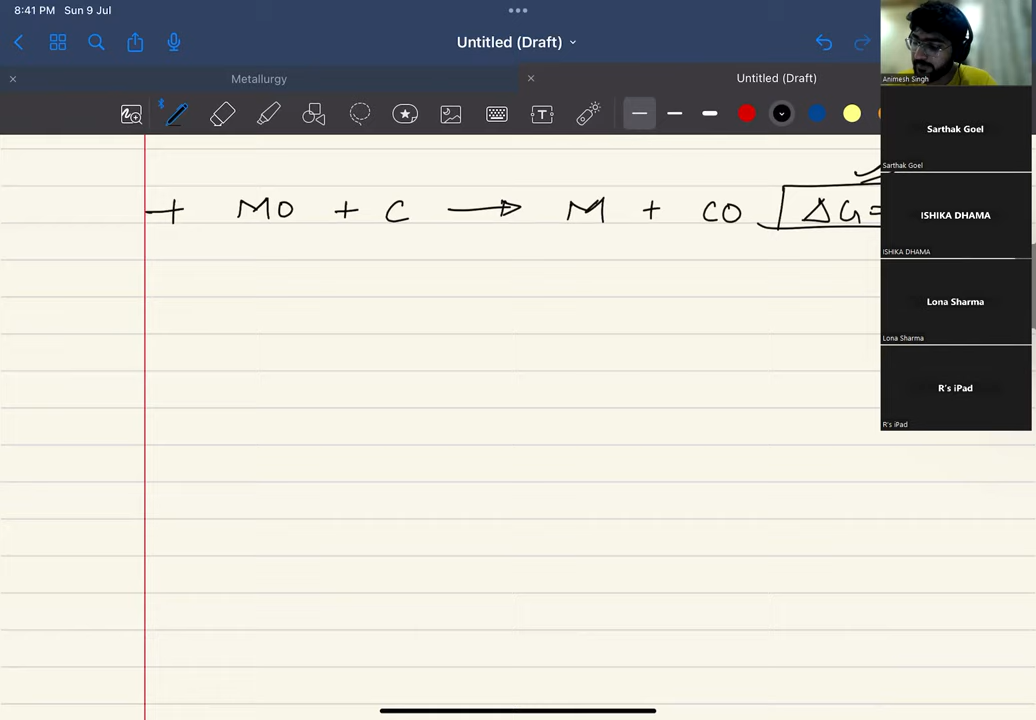 8:41 PM Sun 9 Jul
Untitled (Draft)
Metallurgy
Untitled (Draft)
Animesh Singh
Sarthak Goel
Sarthak Goel
ISHIKA DHAMA
ISHIKA DHAMA
Lona Sharma
Lona Sharma
R's iPad
R's iPad
+ MO + C → M + CO ΔG=